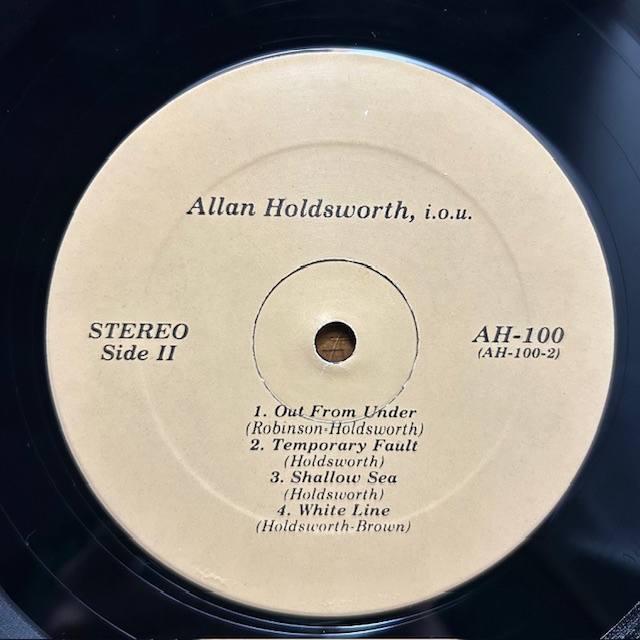 Allan Holdsworth, i.o.u.
STEREO
Side II
AH-100
(AH-100-2)
1. Out From Under
(Robinson-Holdsworth)
2. Temporary Fault
(Holdsworth)
3. Shallow Sea
(Holdsworth)
4. White Line
(Holdsworth-Brown)